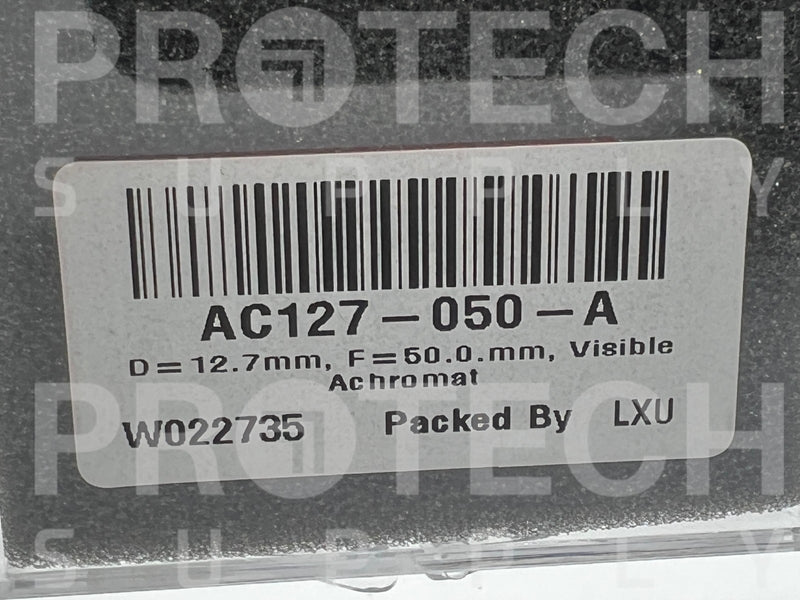 PROTECH
SUPPLY
AC127-050-A
D=12.7mm, F=50.0.mm, Visible
Achromat
W022735 Packed By LXU
PROTECH
SUPPLY